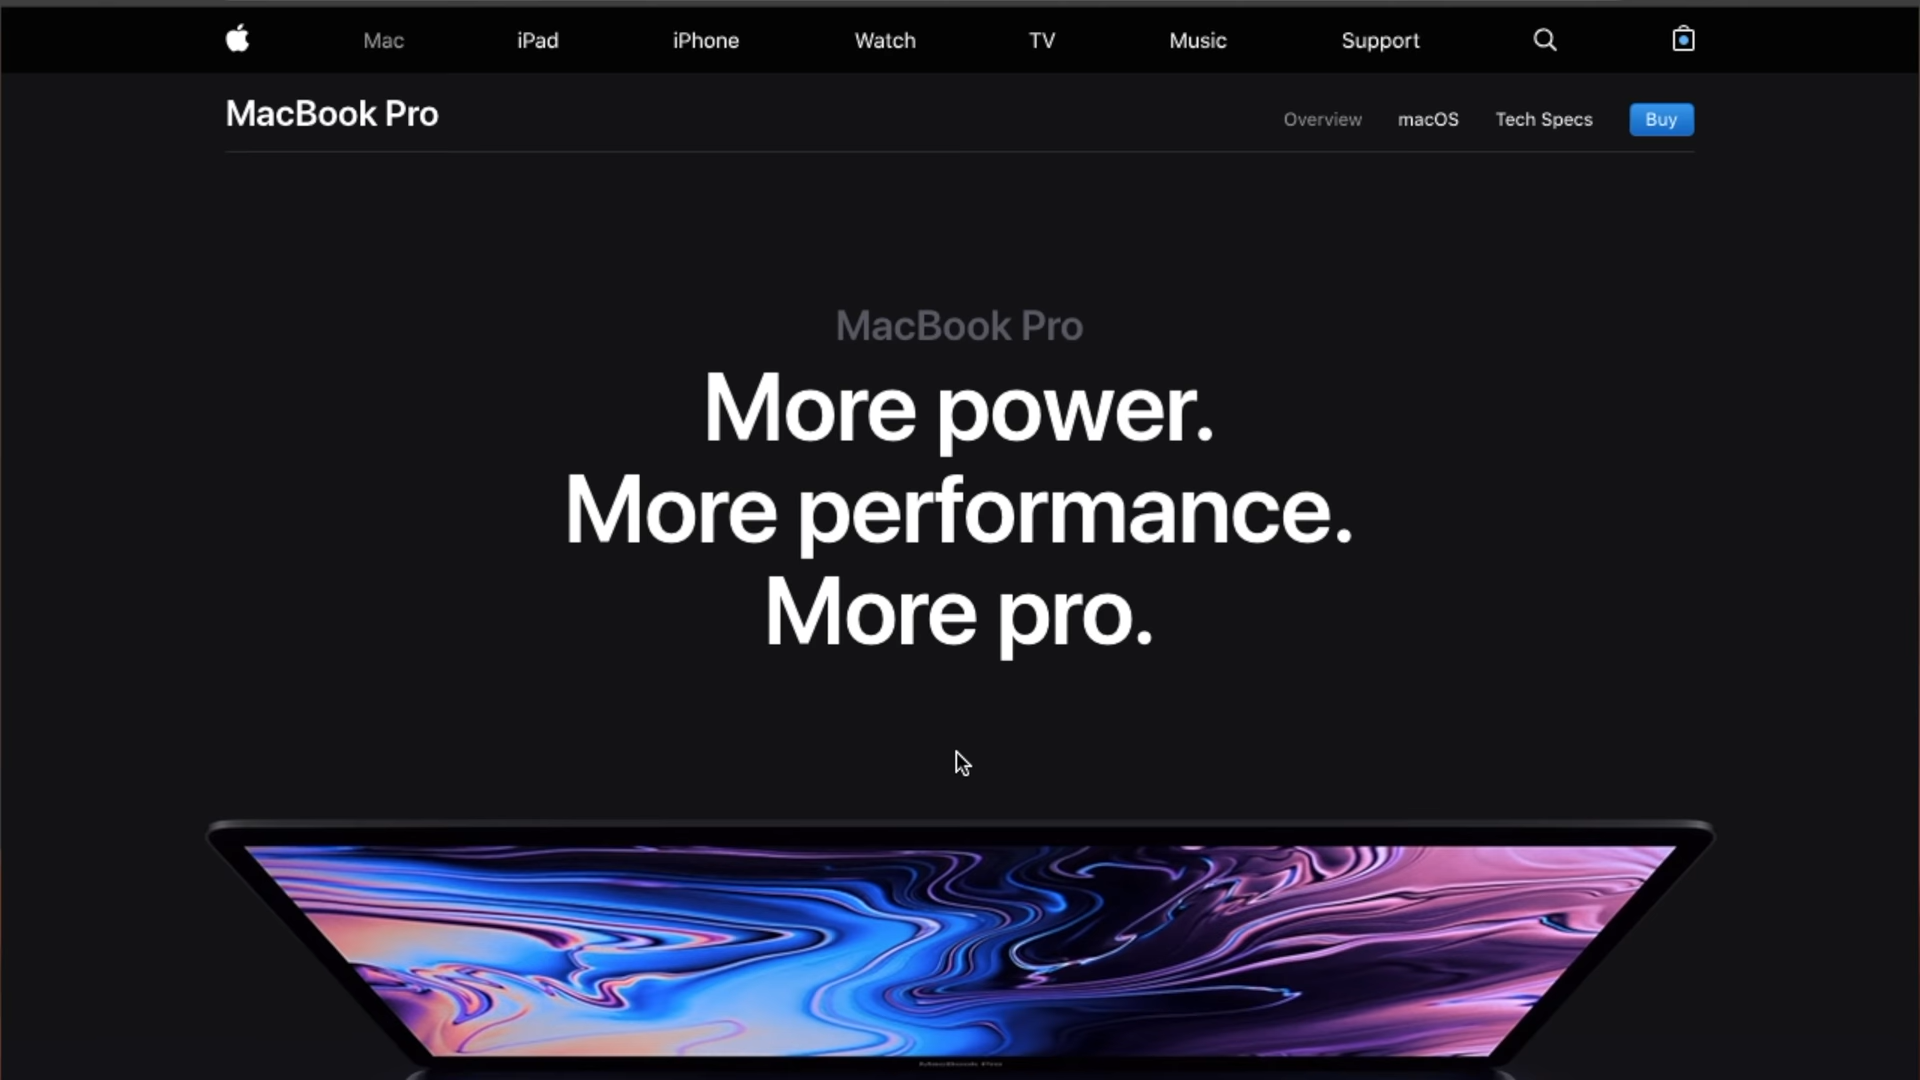 Mac iPad iPhone Watch TV Music Support
MacBook Pro
Overview macOS Tech Specs Buy
MacBook Pro
More power.
More performance.
More pro.